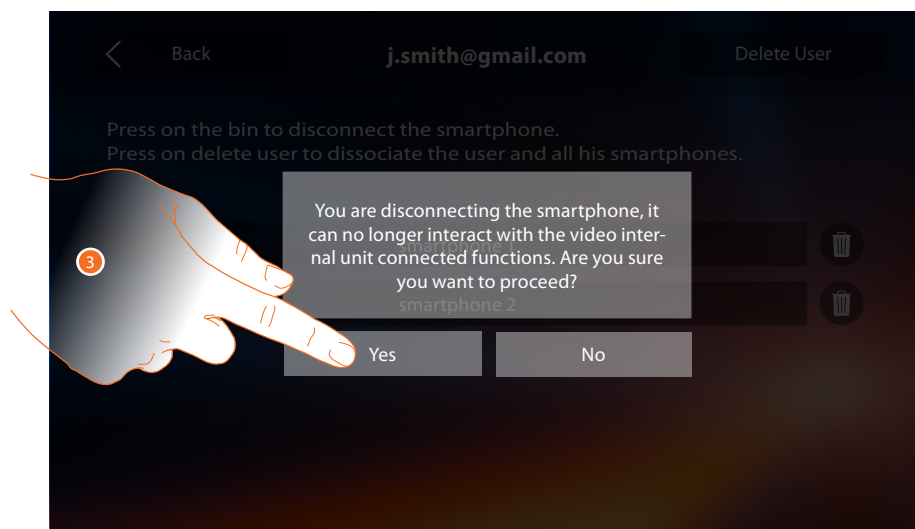 Back
j.smith@gmail.com
Delete User
Press on the bin to disconnect the smartphone.
Press on delete user to dissociate the user and all his smartphones.
You are disconnecting the smartphone, it
can no longer interact with the video inter-
nal unit connected functions. Are you sure
you want to proceed?
smartphone 1
smartphone 2
3
Yes
No